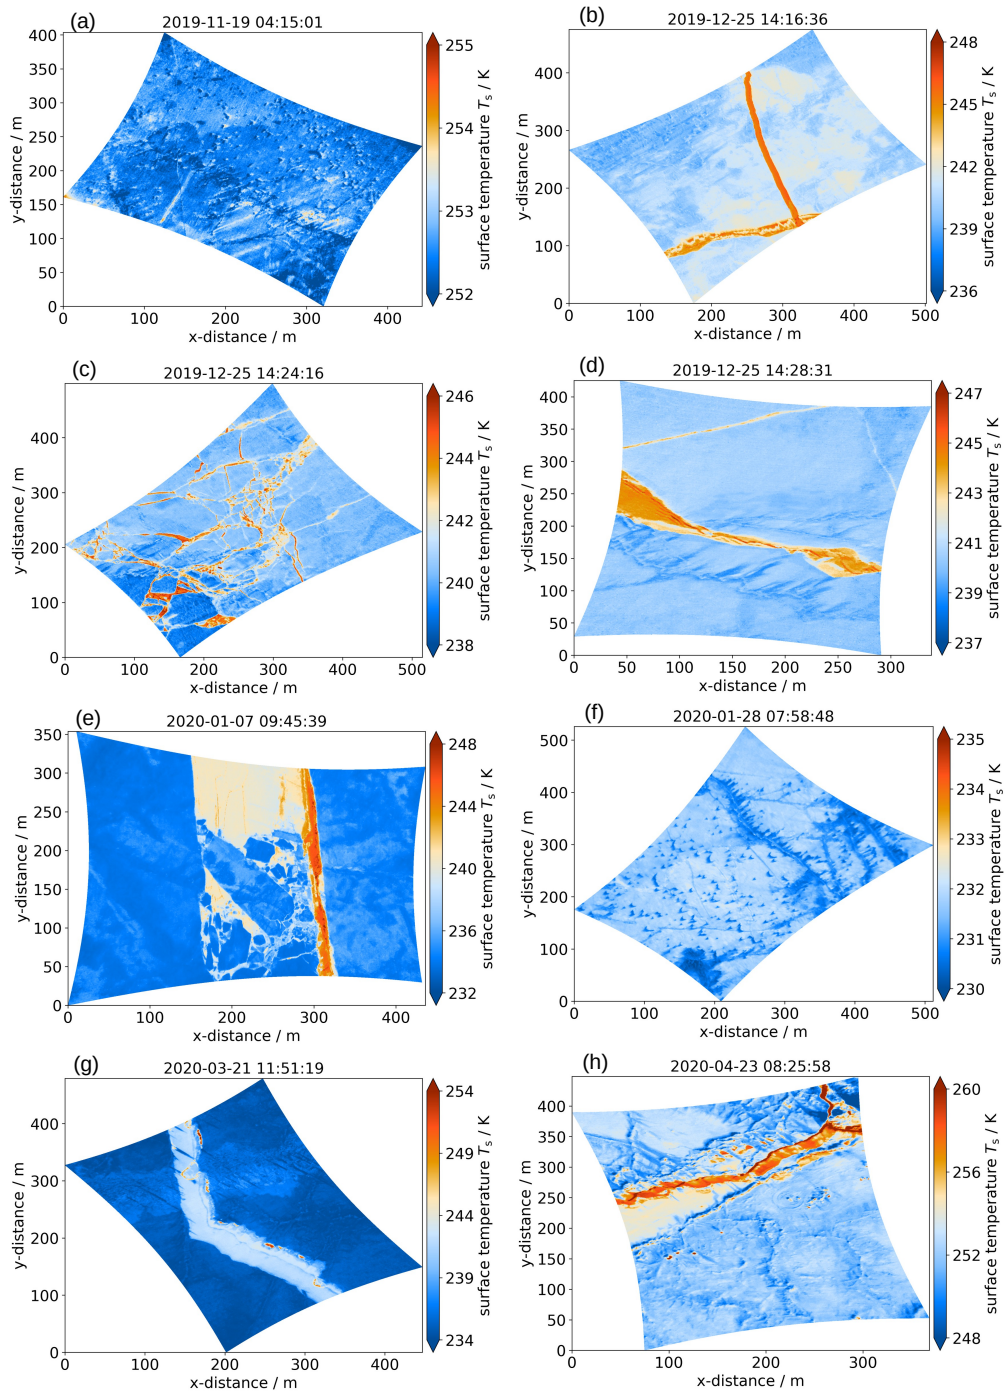 (a)
2019-11-19 04:15:01
400
350
300
250
200
150
100
50
0
y-distance / m
0 100 200 300 400
x-distance / m
255
254
253
252
surface temperature Ts / K
(b)
2019-12-25 14:16:36
400
300
200
100
0
y-distance / m
0 100 200 300 400 500
x-distance / m
248
245
242
239
236
surface temperature Ts / K
(c)
2019-12-25 14:24:16
400
300
200
100
0
y-distance / m
0 100 200 300 400 500
x-distance / m
246
244
242
240
238
surface temperature Ts / K
(d)
2019-12-25 14:28:31
400
350
300
250
200
150
100
50
0
y-distance / m
0 50 100 150 200 250 300
x-distance / m
247
245
243
241
239
237
surface temperature Ts / K
(e)
2020-01-07 09:45:39
350
300
250
200
150
100
50
0
y-distance / m
0 100 200 300 400
x-distance / m
248
244
240
236
232
surface temperature Ts / K
(f)
2020-01-28 07:58:48
500
400
300
200
100
0
y-distance / m
0 100 200 300 400 500
x-distance / m
235
234
233
232
231
230
surface temperature Ts / K
(g)
2020-03-21 11:51:19
400
300
200
100
0
y-distance / m
0 100 200 300 400
x-distance / m
254
249
244
239
234
surface temperature Ts / K
(h)
2020-04-23 08:25:58
400
350
300
250
200
150
100
50
0
y-distance / m
0 100 200 300
x-distance / m
260
256
252
248
surface temperature Ts / K